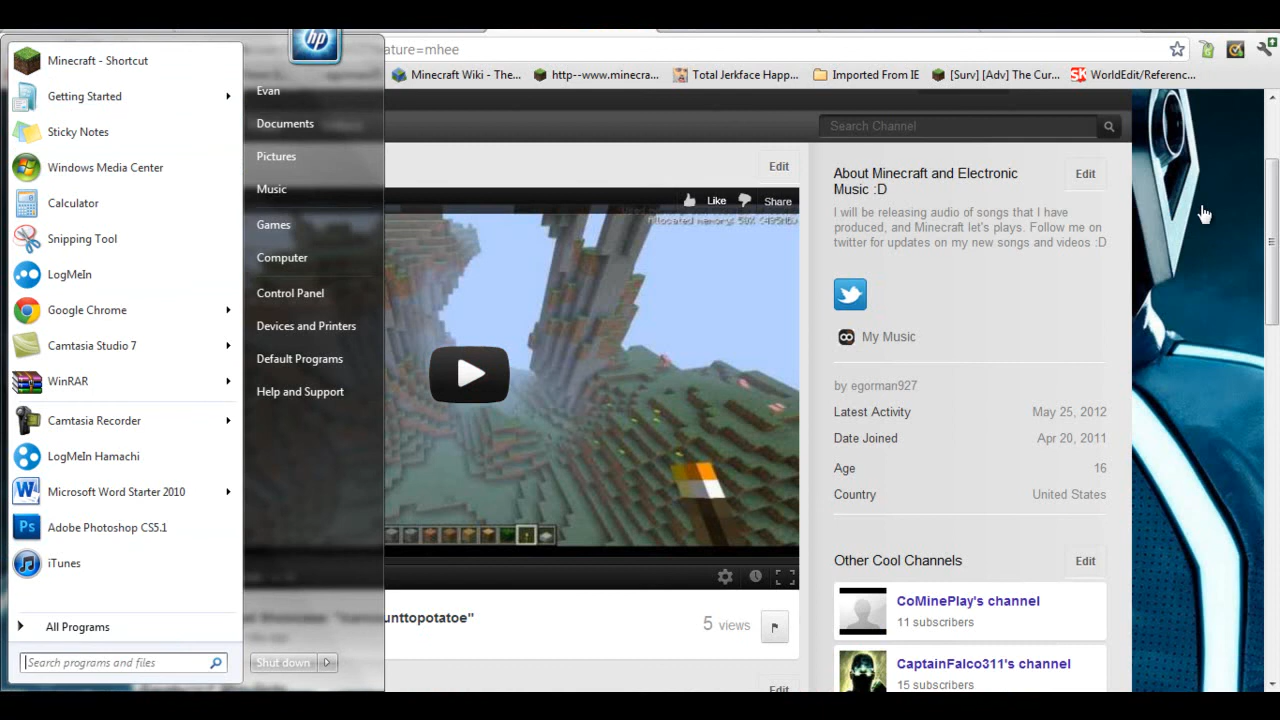 Minecraft - Shortcut
Getting Started
Sticky Notes
Windows Media Center
Calculator
Snipping Tool
LogMeIn
Google Chrome
Camtasia Studio 7
WinRAR
Camtasia Recorder
LogMeIn Hamachi
Microsoft Word Starter 2010
Adobe Photoshop CS5.1
iTunes
All Programs
Search programs and files
hp
Evan
Documents
Pictures
Music
Games
Computer
Control Panel
Devices and Printers
Default Programs
Help and Support
Shut down
ature=mhee
Minecraft Wiki - The...
http--www.minecra...
Total Jerkface Happ...
Imported From IE
[Surv] [Adv] The Cur...
SK WorldEdit/Referenc...
Search Channel
Edit
Like
Share
unttopotatoe"
5 views
Edit
About Minecraft and Electronic
Music :D
Edit
I will be releasing audio of songs that I have
produced, and Minecraft let's plays. Follow me on
twitter for updates on my new songs and videos :D
My Music
by egorman927
Latest Activity May 25, 2012
Date Joined Apr 20, 2011
Age 16
Country United States
Other Cool Channels
Edit
CoMinePlay's channel
11 subscribers
CaptainFalco311's channel
15 subscribers